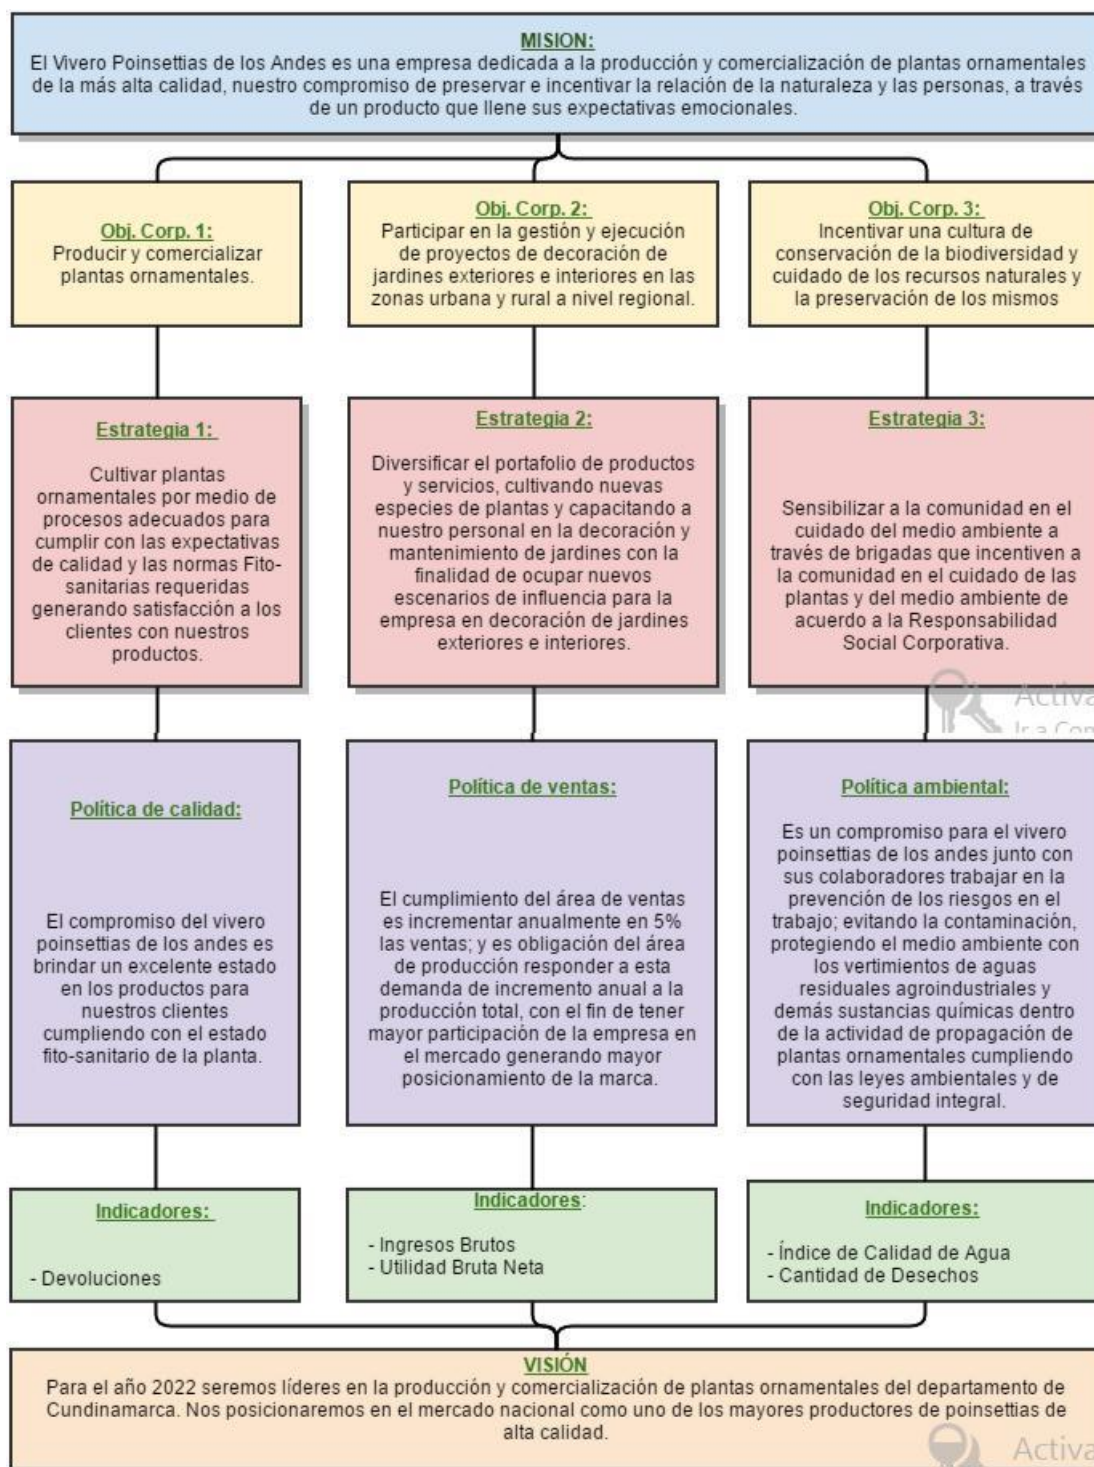 MISION:
El Vivero Poinsettias de los Andes es una empresa dedicada a la producción y comercialización de plantas ornamentales
de la más alta calidad, nuestro compromiso de preservar e incentivar la relación de la naturaleza y las personas, a través
de un producto que llene sus expectativas emocionales.
Obj. Corp. 1:
Producir y comercializar
plantas ornamentales.
Obj. Corp. 2:
Participar en la gestión y ejecución
de proyectos de decoración de
jardines exteriores e interiores en las
zonas urbana y rural a nivel regional.
Obj. Corp. 3:
Incentivar una cultura de
conservación de la biodiversidad y
cuidado de los recursos naturales y
la preservación de los mismos
Estrategia 1:
Cultivar plantas
ornamentales por medio de
procesos adecuados para
cumplir con las expectativas
de calidad y las normas Fito-
sanitarias requeridas
generando satisfacción a los
clientes con nuestros
productos.
Estrategia 2:
Diversificar el portafolio de productos
y servicios, cultivando nuevas
especies de plantas y capacitando a
nuestro personal en la decoración y
mantenimiento de jardines con la
finalidad de ocupar nuevos
escenarios de influencia para la
empresa en decoración de jardines
exteriores e interiores.
Estrategia 3:
Sensibilizar a la comunidad en el
cuidado del medio ambiente a
través de brigadas que incentiven a
la comunidad en el cuidado de las
plantas y del medio ambiente de
acuerdo a la Responsabilidad
Social Corporativa.
Activa
Ir a Con
Política de calidad:
El compromiso del vivero
poinsettias de los andes es
brindar un excelente estado
en los productos para
nuestros clientes
cumpliendo con el estado
fito-sanitario de la planta.
Política de ventas:
El cumplimiento del área de ventas
es incrementar anualmente en 5%
las ventas; y es obligación del área
de producción responder a esta
demanda de incremento anual a la
producción total, con el fin de tener
mayor participación de la empresa en
el mercado generando mayor
posicionamiento de la marca.
Política ambiental:
Es un compromiso para el vivero
poinsettias de los andes junto con
sus colaboradores trabajar en la
prevención de los riesgos en el
trabajo; evitando la contaminación,
protegiendo el medio ambiente con
los vertimientos de aguas
residuales agroindustriales y
demás sustancias químicas dentro
de la actividad de propagación de
plantas ornamentales cumpliendo
con las leyes ambientales y de
seguridad integral.
Indicadores:
- Devoluciones
Indicadores:
- Ingresos Brutos
- Utilidad Bruta Neta
Indicadores:
- Índice de Calidad de Agua
- Cantidad de Desechos
VISIÓN
Para el año 2022 seremos líderes en la producción y comercialización de plantas ornamentales del departamento de
Cundinamarca. Nos posicionaremos en el mercado nacional como uno de los mayores productores de poinsettias de
alta calidad.
Activa